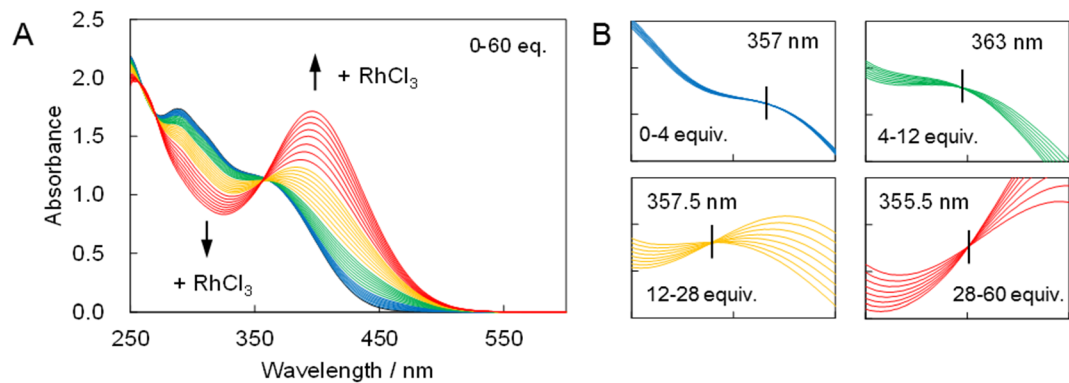 A
2.5
2.0
1.5
1.0
0.5
0.0
Absorbance
0-60 eq.
+ RhCl3
+ RhCl3
250
350
450
550
Wavelength / nm
B
357 nm
0-4 equiv.
363 nm
4-12 equiv.
357.5 nm
12-28 equiv.
355.5 nm
28-60 equiv.